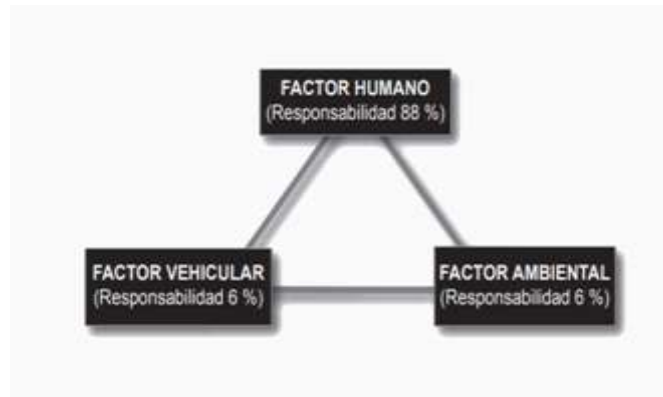 FACTOR HUMANO
(Responsabilidad 88 %)
FACTOR VEHICULAR
(Responsabilidad 6 %)
FACTOR AMBIENTAL
(Responsabilidad 6 %)